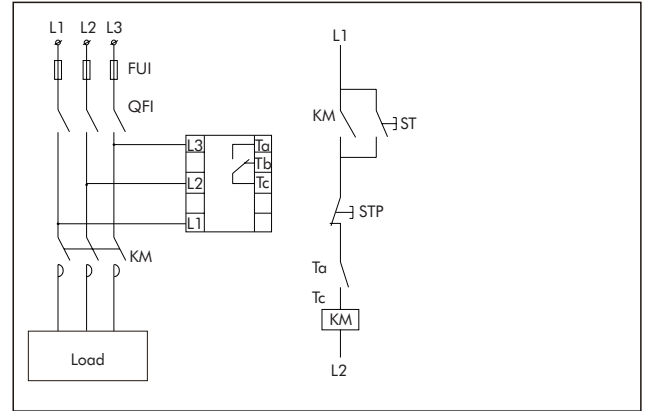 L1 L2 L3
FUI
QFI
L3 Ta
Tb
L2 Tc
L1
KM
Load
L1
KM ST
STP
Ta
Tc
KM
L2